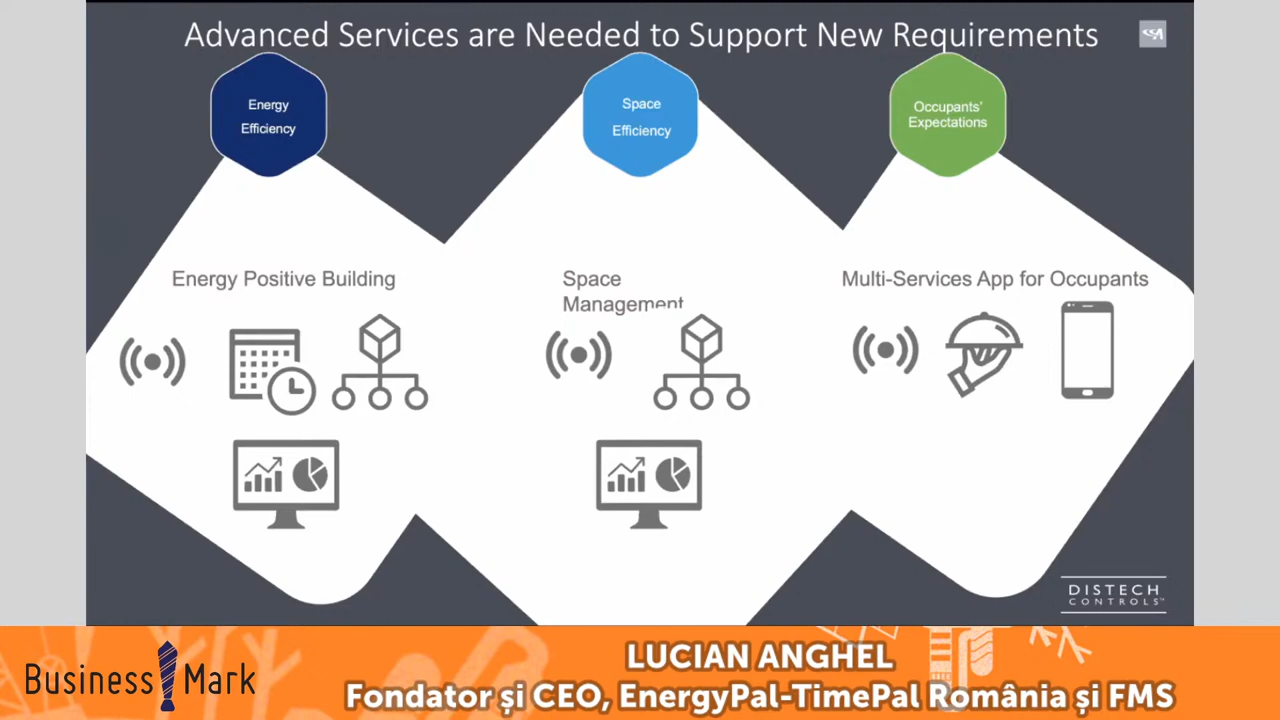 Advanced Services are Needed to Support New Requirements
Energy
Efficiency
Space
Efficiency
Occupants'
Expectations
Energy Positive Building
Space
Management
Multi-Services App for Occupants
DISTECH
CONTROLS™
Business Mark
LUCIAN ANGHEL
Fondator și CEO, EnergyPal-TimePal România și FMS